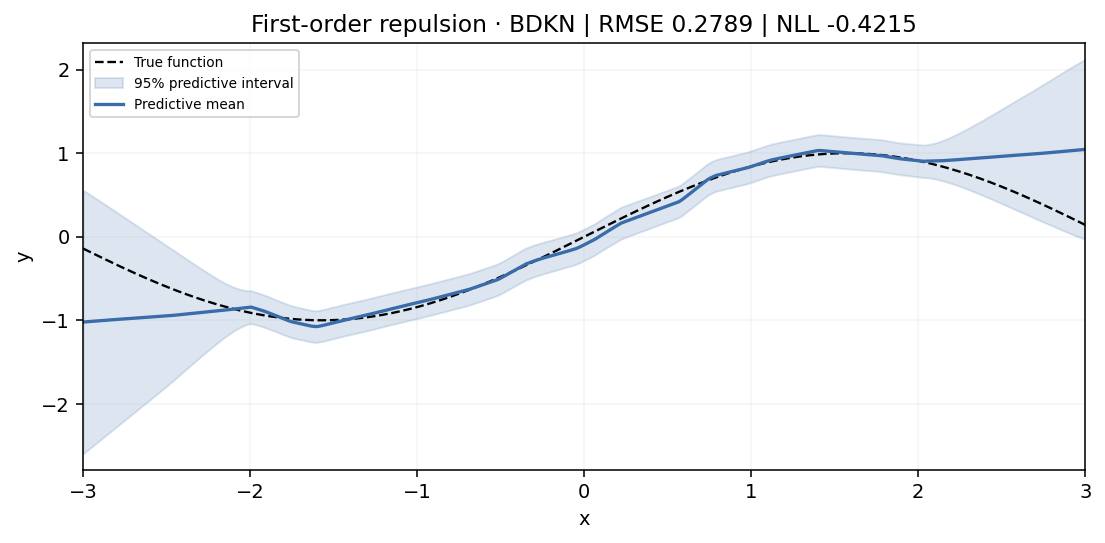 First-order repulsion · BDKN | RMSE 0.2789 | NLL -0.4215
True function
95% predictive interval
Predictive mean
y
2
1
0
−1
−2
−3
−2
−1
0
1
2
3
x